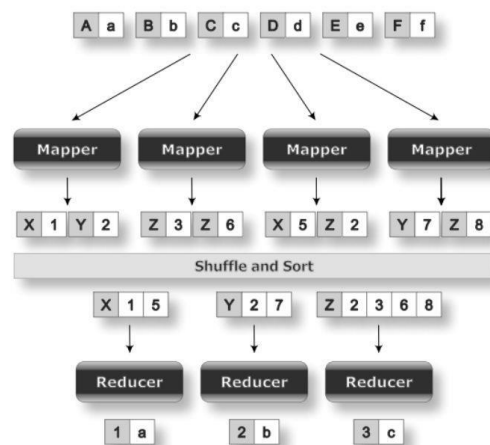 A a B b C c D d E e F f
Mapper Mapper Mapper Mapper
X 1 Y 2 Z 3 Z 6 X 5 Z 2 Y 7 Z 8
Shuffle and Sort
X 1 5 Y 2 7 Z 2 3 6 8
Reducer Reducer Reducer
1 a 2 b 3 c